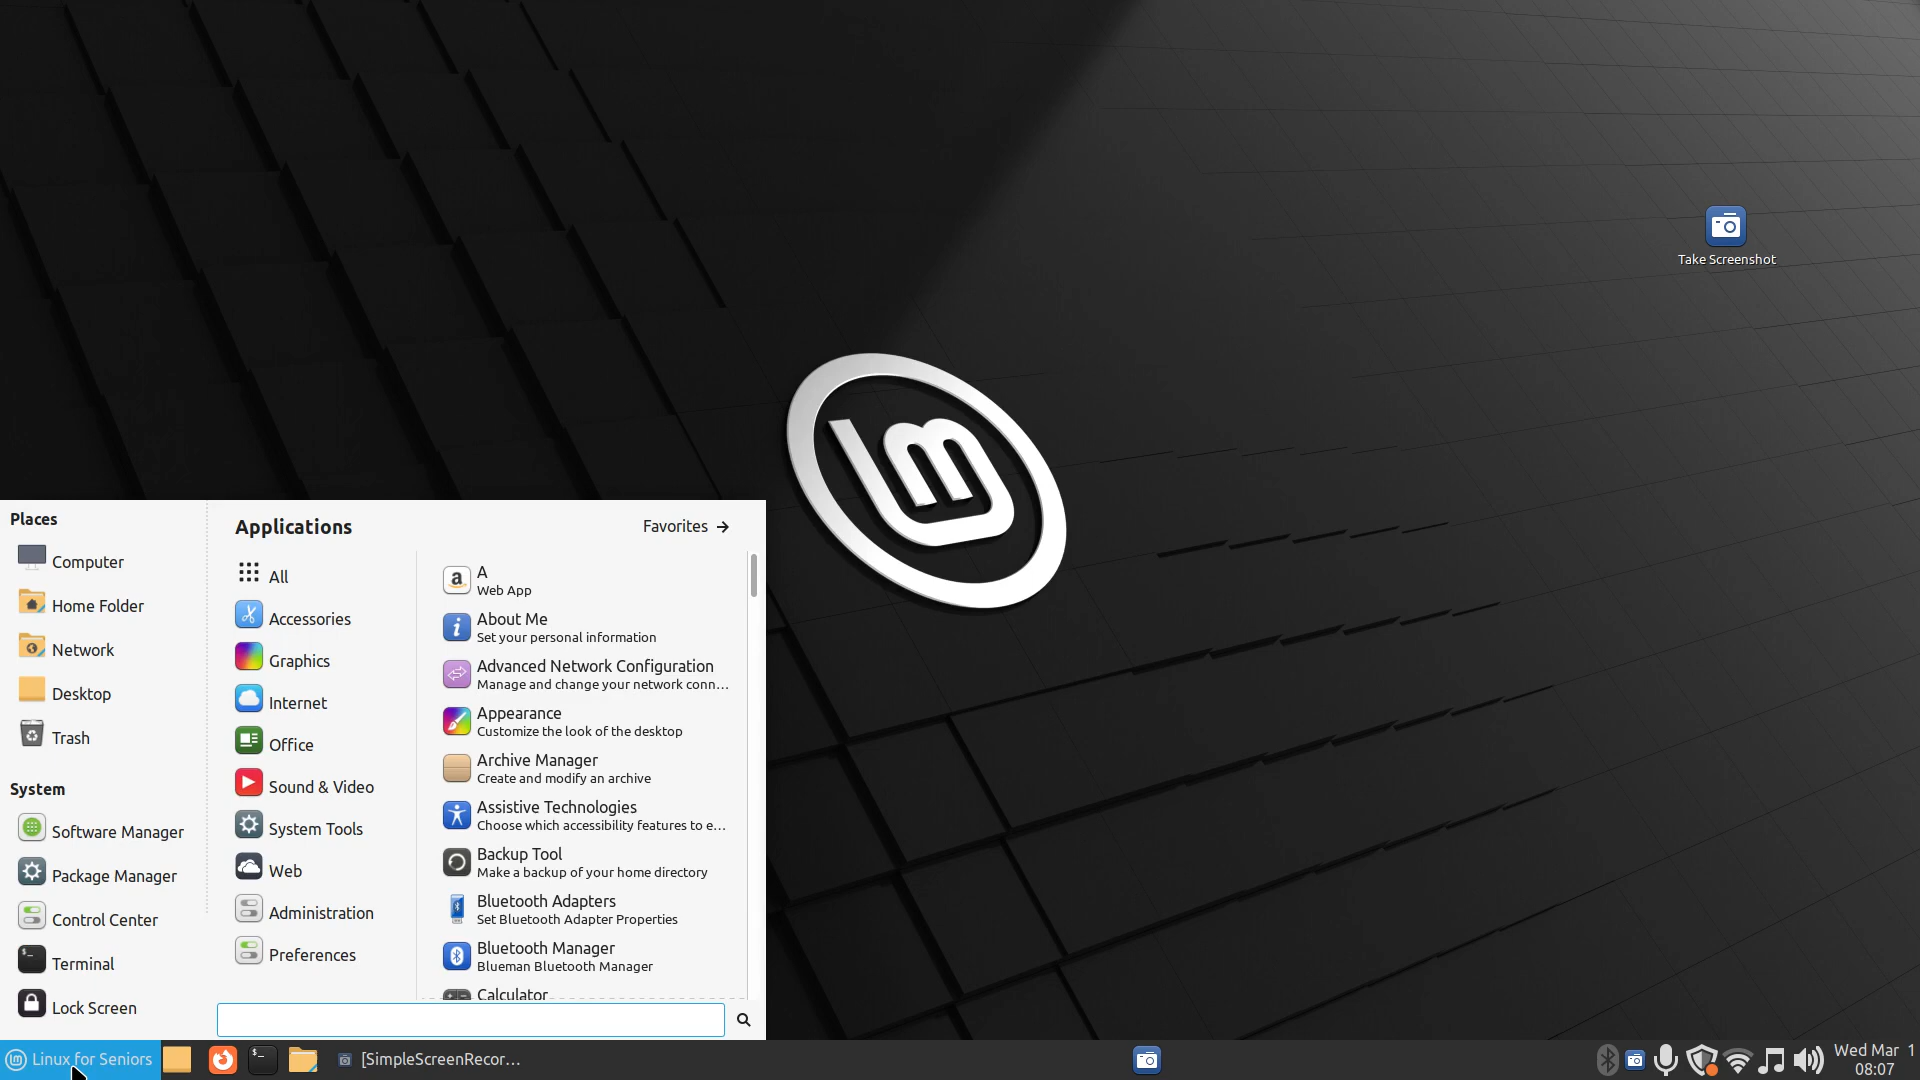 Take Screenshot
Places
Computer
Home Folder
Network
Desktop
Trash
System
Software Manager
Package Manager
Control Center
Terminal
Lock Screen
Applications
Favorites →
All
Accessories
Graphics
Internet
Office
Sound & Video
System Tools
Web
Administration
Preferences
A
Web App
About Me
Set your personal information
Advanced Network Configuration
Manage and change your network conn…
Appearance
Customize the look of the desktop
Archive Manager
Create and modify an archive
Assistive Technologies
Choose which accessibility features to e…
Backup Tool
Make a backup of your home directory
Bluetooth Adapters
Set Bluetooth Adapter Properties
Bluetooth Manager
Blueman Bluetooth Manager
Calculator
Linux for Seniors
[SimpleScreenRecor…
Wed Mar 1
08:07